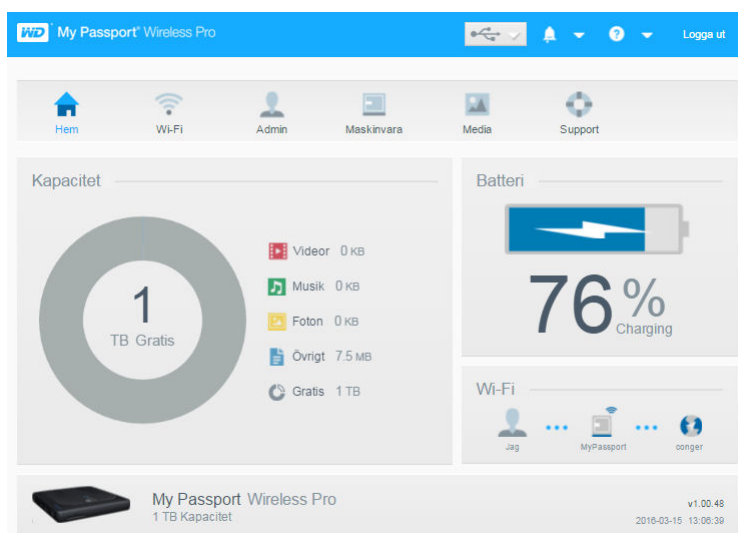 WD My Passport® Wireless Pro
? Logga ut
Hem Wi-Fi Admin Maskinvara Media Support
Kapacitet
1
TB Gratis
Videor 0 KB
Musik 0 KB
Foton 0 KB
Övrigt 7.5 MB
Gratis 1 TB
Batteri
76%
Charging
Wi-Fi
Jag MyPassport conger
My Passport Wireless Pro
1 TB Kapacitet
v1.00.48
2016-03-15 13:06:39